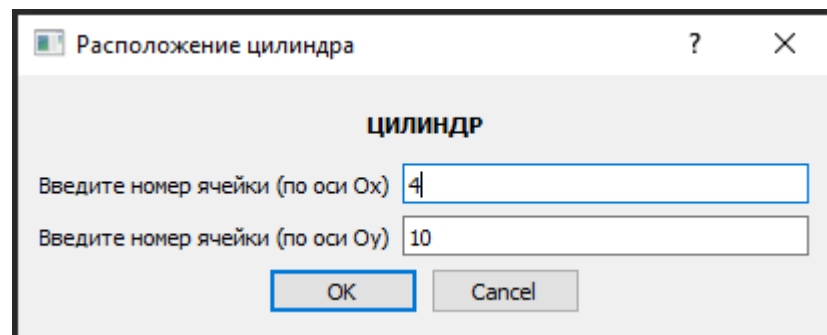 Расположение цилиндра ?
ЦИЛИНДР
Введите номер ячейки (по оси Ox) 4
Введите номер ячейки (по оси Oy) 10
OK Cancel